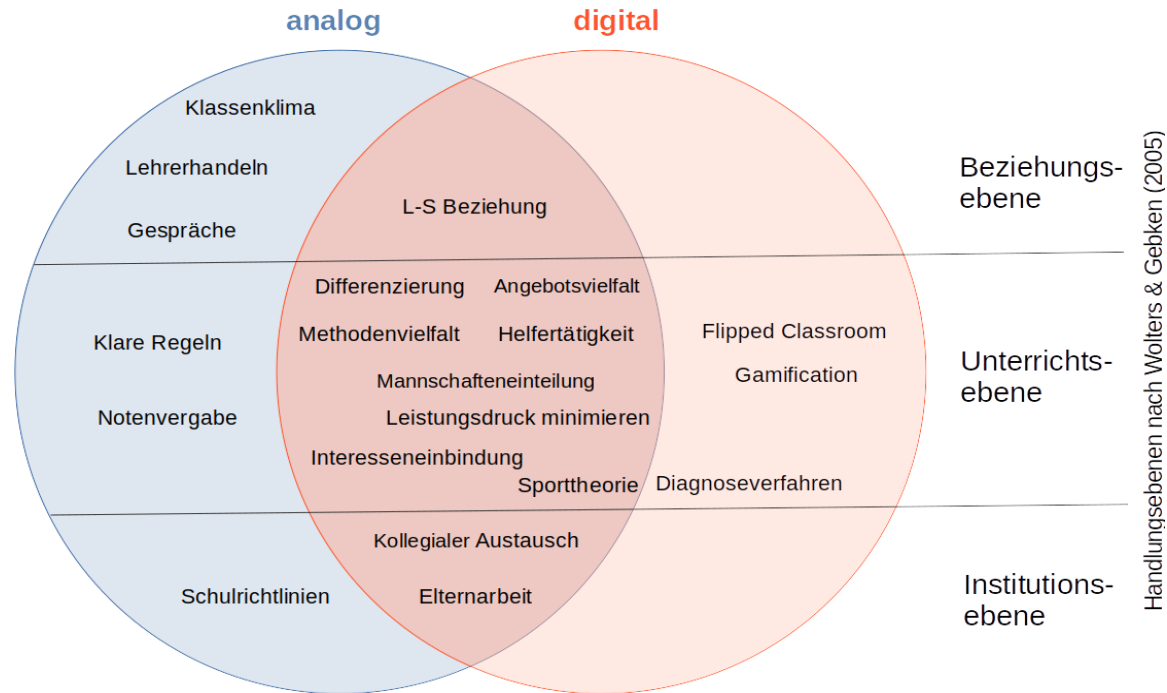 analog
digital
Klassenklima
Lehrerhandeln
Gespräche
L-S Beziehung
Beziehungs-
ebene
Differenzierung
Angebotsvielfalt
Klare Regeln
Methodenvielfalt
Helfertätigkeit
Flipped Classroom
Mannschafteneinteilung
Gamification
Unterrichts-
ebene
Notenvergabe
Leistungsdruck minimieren
Interesseneinbindung
Sporttheorie
Diagnoseverfahren
Kollegialer Austausch
Schulrichtlinien
Elternarbeit
Institutions-
ebene
Handlungsebenen nach Wolters & Gebken (2005)